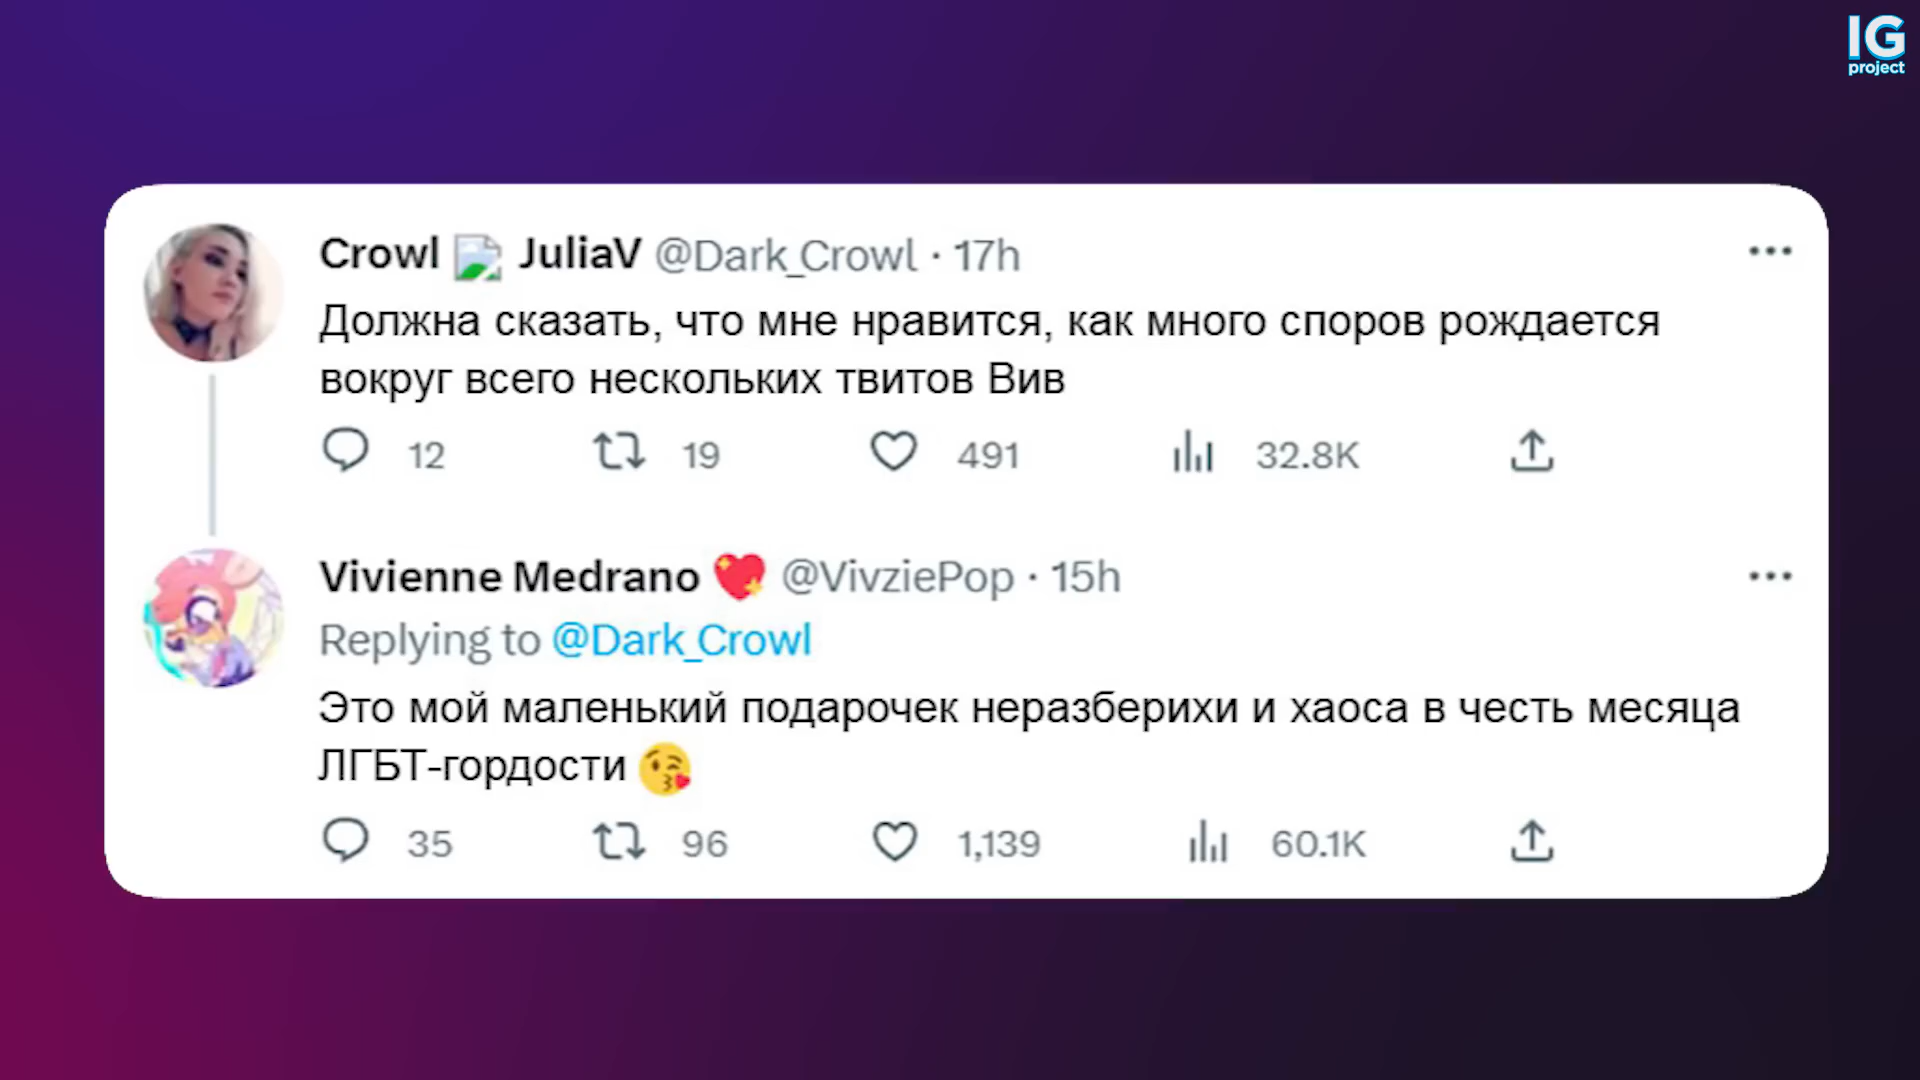 IG
project
Crowl JuliaV @Dark_Crowl · 17h
Должна сказать, что мне нравится, как много споров рождается
вокруг всего нескольких твитов Вив
12 19 491 32.8K
Vivienne Medrano 💖 @VivziePop · 15h
Replying to @Dark_Crowl
Это мой маленький подарочек неразберихи и хаоса в честь месяца
ЛГБТ-гордости 😘
35 96 1,139 60.1K